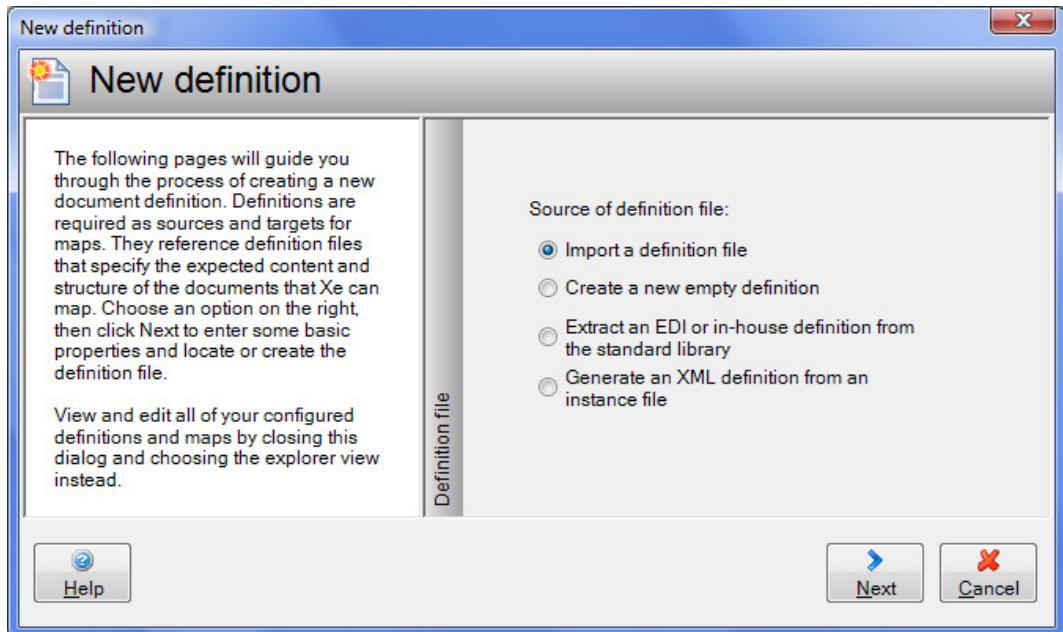 New definition
New definition
The following pages will guide you
through the process of creating a new
document definition. Definitions are
required as sources and targets for
maps. They reference definition files
that specify the expected content and
structure of the documents that Xe can
map. Choose an option on the right,
then click Next to enter some basic
properties and locate or create the
definition file.
View and edit all of your configured
definitions and maps by closing this
dialog and choosing the explorer view
instead.
Definition file
Source of definition file:
Import a definition file
Create a new empty definition
Extract an EDI or in-house definition from
the standard library
Generate an XML definition from an
instance file
Help
Next
Cancel